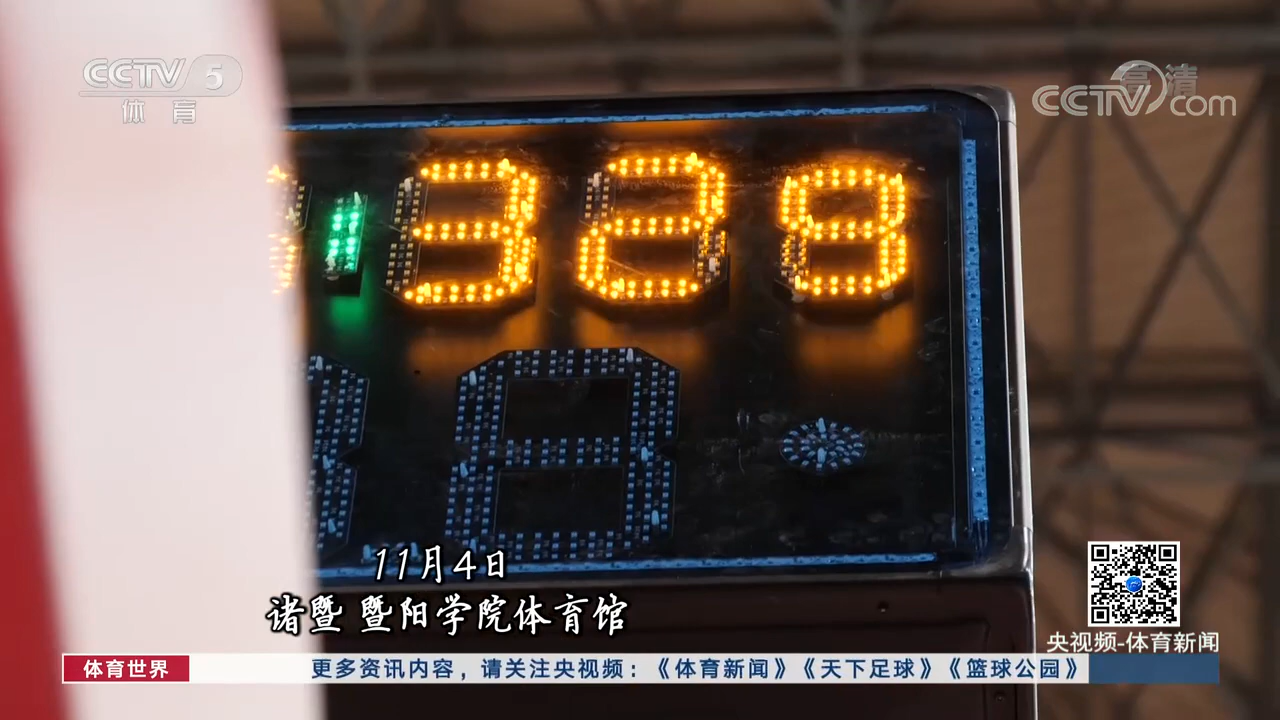 CCTV 5
体育
高清
CCTV.com
328
11月4日
诸暨 暨阳学院体育馆
央视频-体育新闻
体育世界
更多资讯内容，请关注央视频：《体育新闻》《天下足球》《篮球公园》